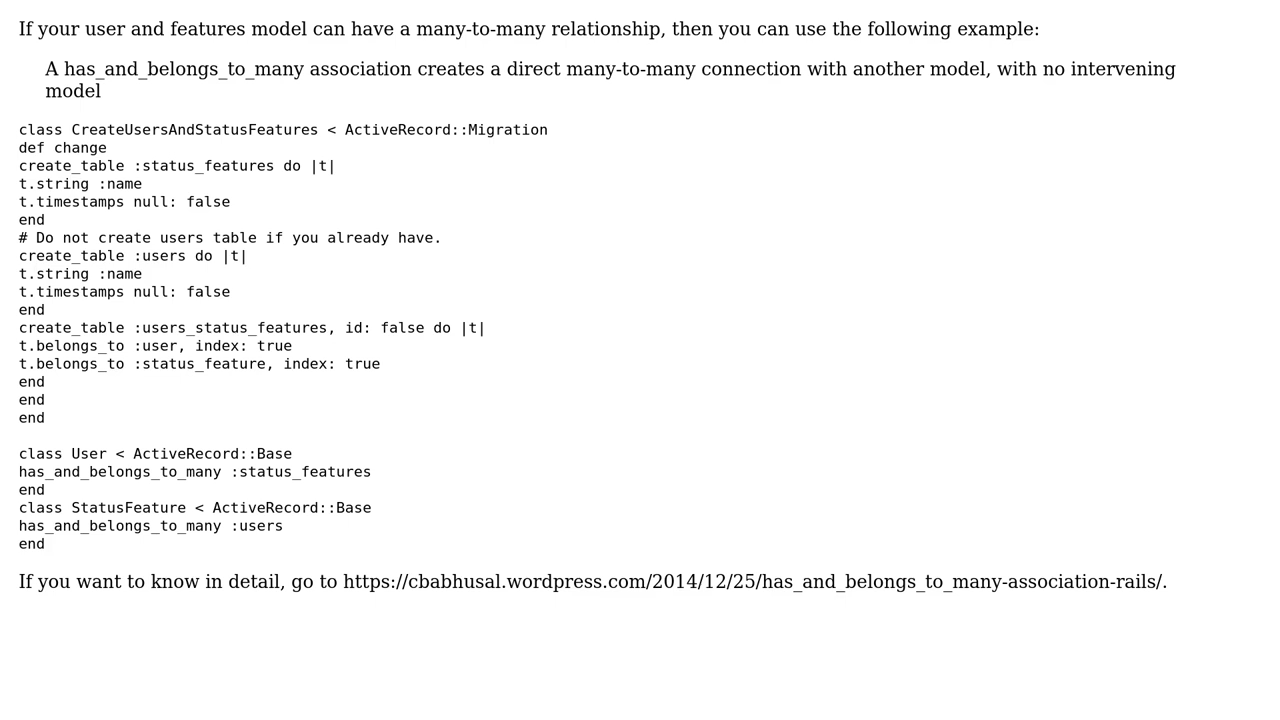 If your user and features model can have a many-to-many relationship, then you can use the following example:
A has_and_belongs_to_many association creates a direct many-to-many connection with another model, with no intervening
model
class CreateUsersAndStatusFeatures < ActiveRecord::Migration
def change
create_table :status_features do |t|
t.string :name
t.timestamps null: false
end
# Do not create users table if you already have.
create_table :users do |t|
t.string :name
t.timestamps null: false
end
create_table :users_status_features, id: false do |t|
t.belongs_to :user, index: true
t.belongs_to :status_feature, index: true
end
end
end
class User < ActiveRecord::Base
has_and_belongs_to_many :status_features
end
class StatusFeature < ActiveRecord::Base
has_and_belongs_to_many :users
end
If you want to know in detail, go to https://cbabhusal.wordpress.com/2014/12/25/has_and_belongs_to_many-association-rails/.